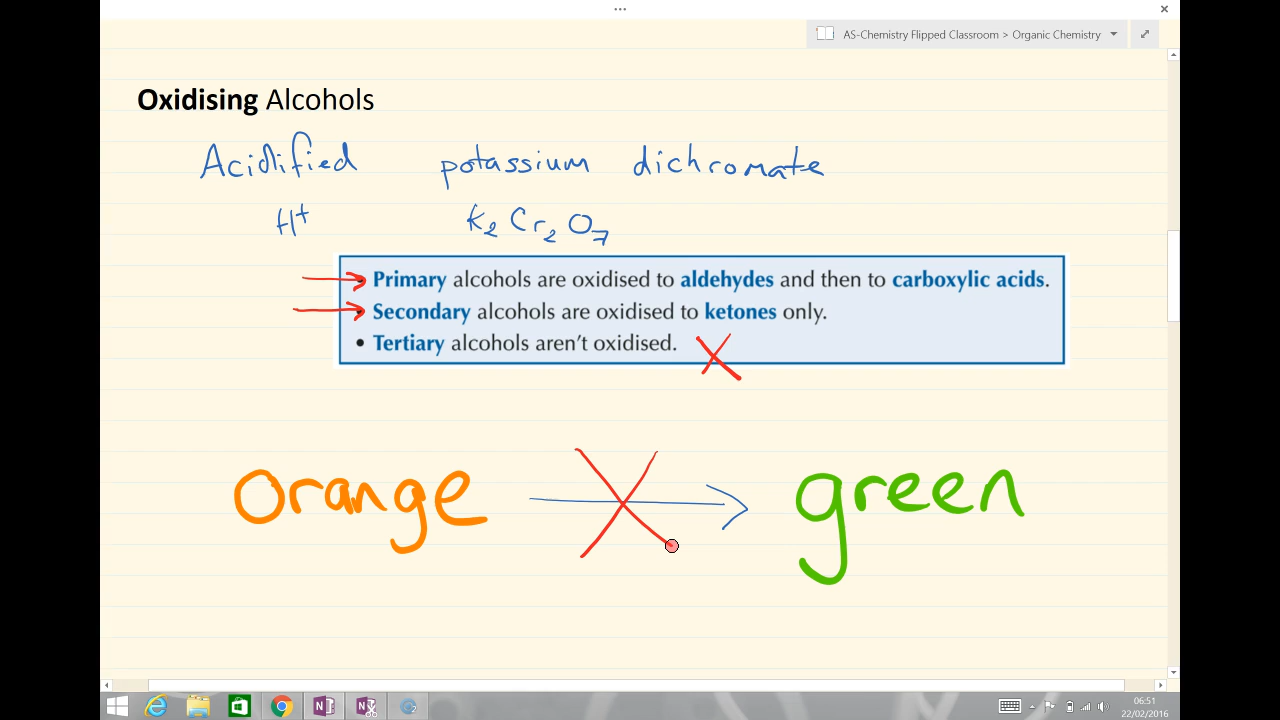 AS-Chemistry Flipped Classroom > Organic Chemistry
Oxidising Alcohols
Acidified potassium dichromate
H+ K2Cr2O7
Primary alcohols are oxidised to aldehydes and then to carboxylic acids.
Secondary alcohols are oxidised to ketones only.
• Tertiary alcohols aren't oxidised.
orange → green
06:51
22/02/2016